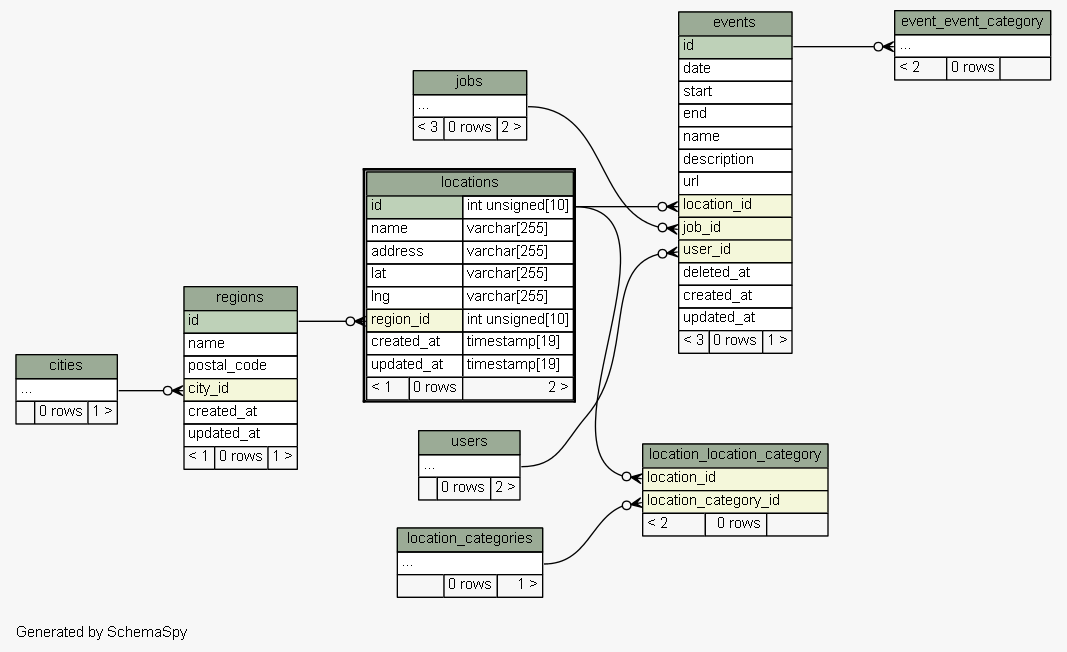 events
id
date
start
end
name
description
url
location_id
job_id
user_id
deleted_at
created_at
updated_at
< 3 0 rows 1 >
event_event_category
...
< 2 0 rows
jobs
...
< 3 0 rows 2 >
locations
id int unsigned[10]
name varchar[255]
address varchar[255]
lat varchar[255]
lng varchar[255]
region_id int unsigned[10]
created_at timestamp[19]
updated_at timestamp[19]
< 1 0 rows 2 >
regions
id
name
postal_code
city_id
created_at
updated_at
< 1 0 rows 1 >
cities
...
0 rows 1 >
users
...
0 rows 2 >
location_location_category
location_id
location_category_id
< 2 0 rows
location_categories
...
0 rows 1 >
Generated by SchemaSpy